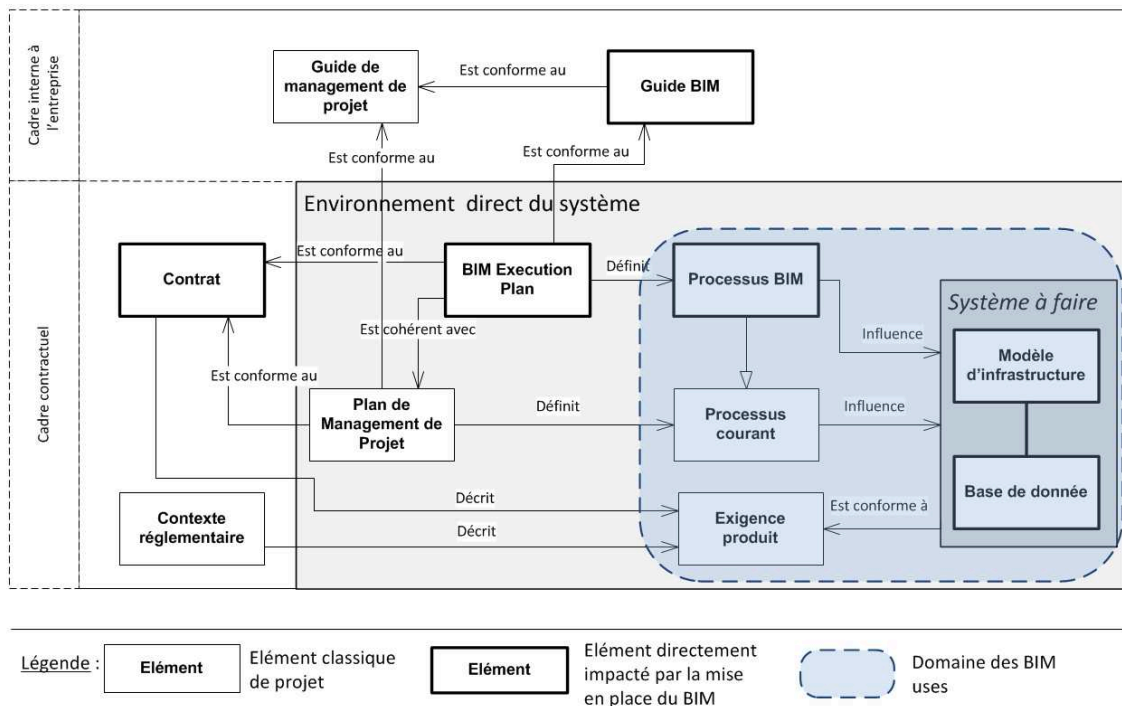 Cadre interne à
l'entreprise
Guide de
management de
projet
Est conforme au
Guide BIM
Est conforme au
Est conforme au
Cadre contractuel
Environnement direct du système
Contrat
Est conforme au
BIM Execution
Plan
Définit
Processus BIM
Système à faire
Est cohérent avec
Influence
Modèle
d'infrastructure
Est conforme au
Plan de
Management de
Projet
Définit
Processus
courant
Influence
Base de donnée
Décrit
Est conforme à
Contexte
réglementaire
Décrit
Exigence
produit
Légende :
Elément
Elément classique
de projet
Elément
Elément directement
impacté par la mise
en place du BIM
Domaine des BIM
uses